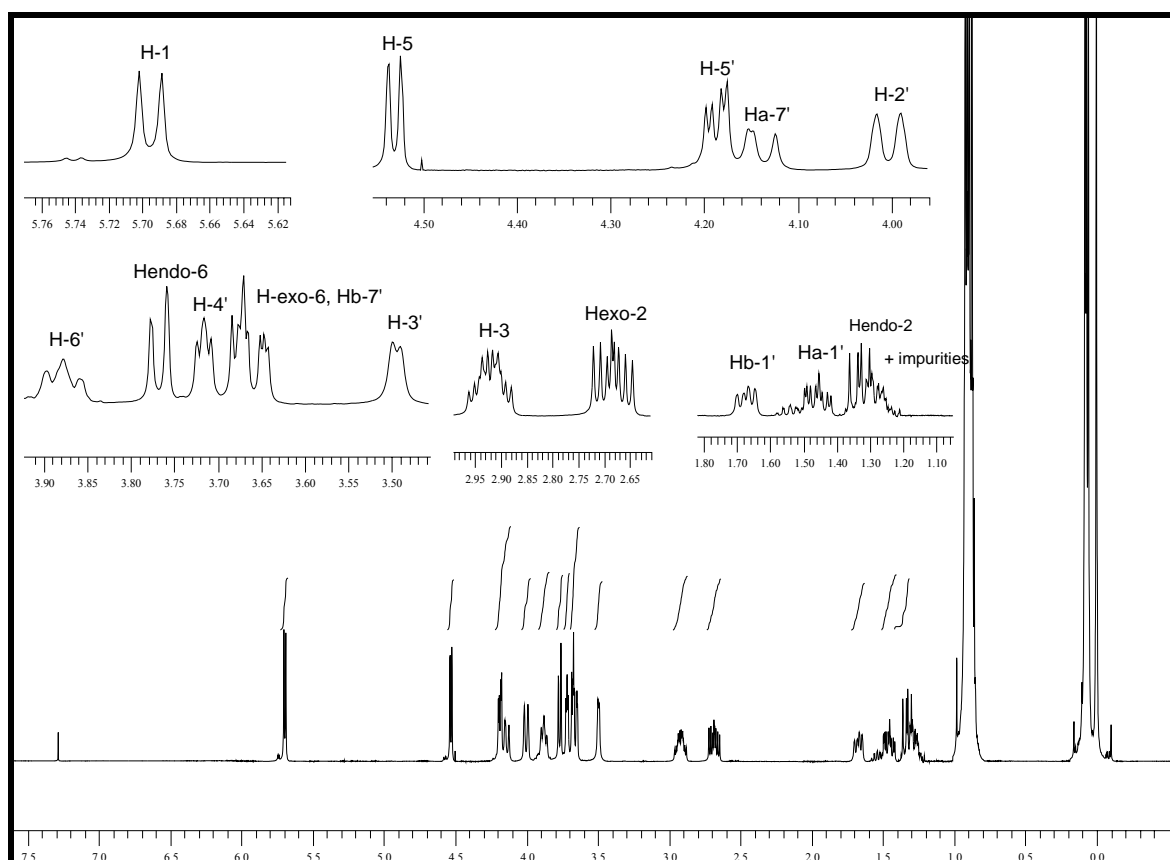 H-1
H-5
H-5'
Ha-7'
H-2'
5.76 5.74 5.72 5.70 5.68 5.66 5.64 5.62
4.50 4.40 4.30 4.20 4.10 4.00
H-6'
Hendo-6
H-4'
H-exo-6, Hb-7'
H-3'
H-3
Hexo-2
Hb-1'
Ha-1'
Hendo-2
+ impurities
3.90 3.85 3.80 3.75 3.70 3.65 3.60 3.55 3.50
2.95 2.90 2.85 2.80 2.75 2.70 2.65
1.80 1.70 1.60 1.50 1.40 1.30 1.20 1.10
7.5 7.0 6.5 6.0 5.5 5.0 4.5 4.0 3.5 3.0 2.5 2.0 1.5 1.0 0.5 0.0